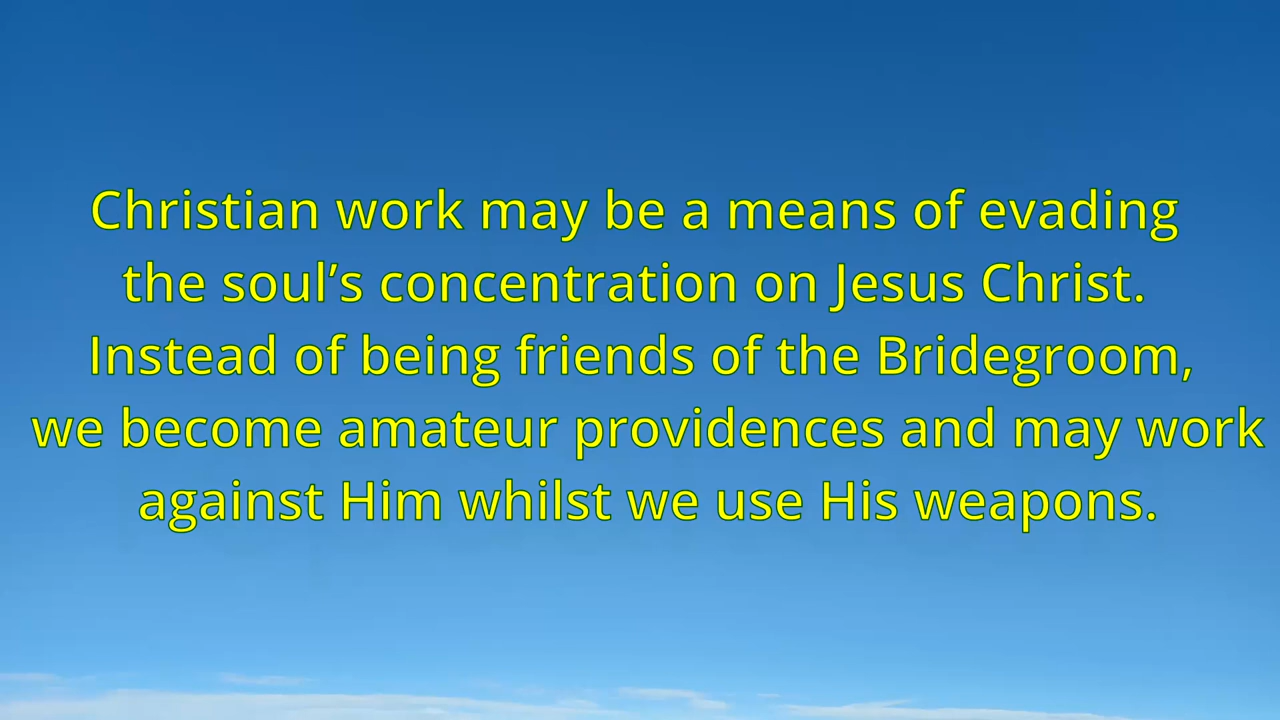 Christian work may be a means of evading
the soul’s concentration on Jesus Christ.
Instead of being friends of the Bridegroom,
we become amateur providences and may work
against Him whilst we use His weapons.